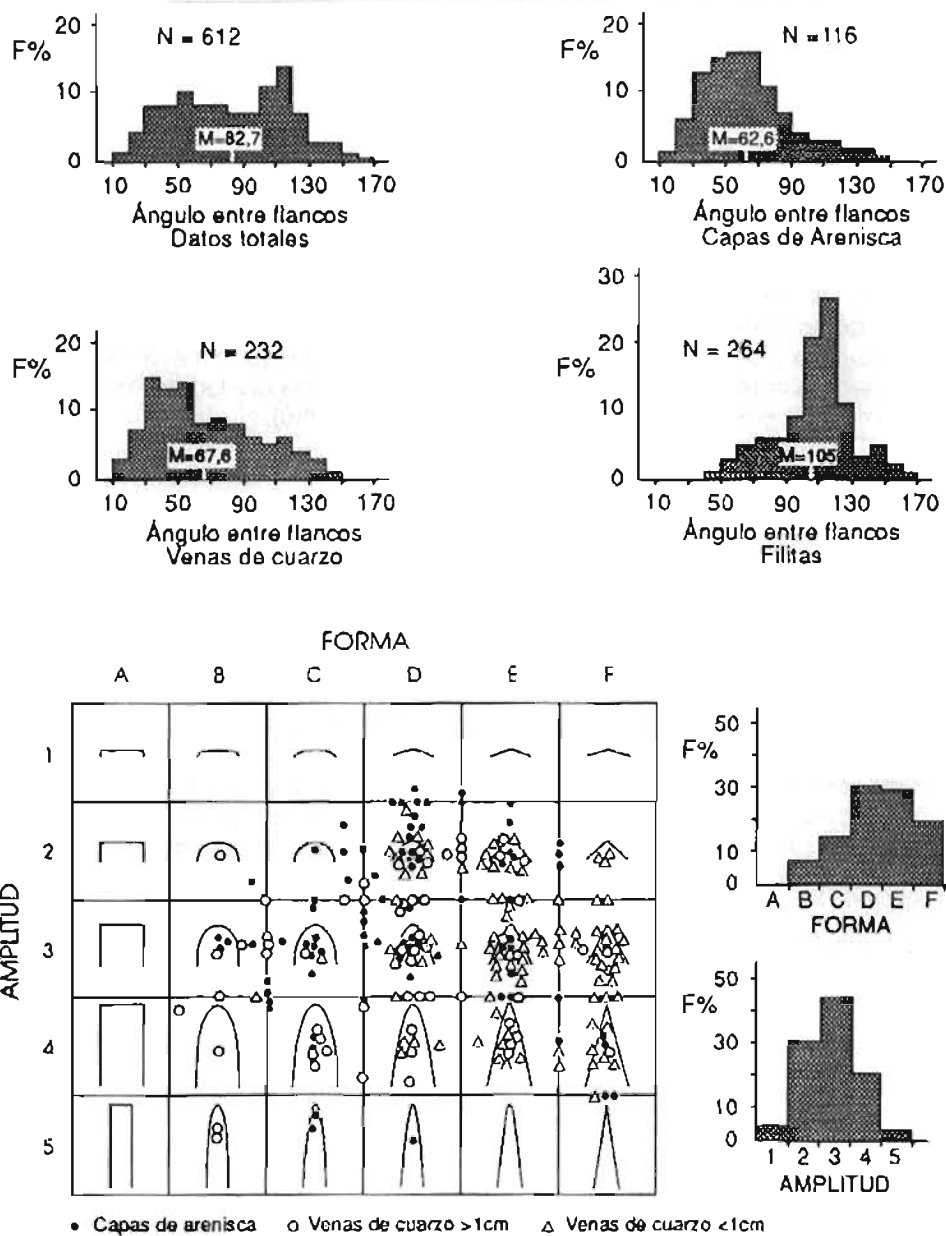 20
F%
N = 612
10
M=82,7
0
10 50 90 130 170
Ángulo entre flancos
Datos totales
20
F%
N = 116
10
M=62,6
0
10 50 90 130 170
Ángulo entre flancos
Capas de Arenisca
20
F%
N = 232
10
M=67,6
0
10 50 90 130 170
Ángulo entre flancos
Venas de cuarzo
30
20
F%
N = 264
10
M=105
0
10 50 90 130 170
Ángulo entre flancos
Filitas
FORMA
A B C D E F
AMPLITUD
1
2
3
4
5
50
F%
30
10
0
A B C D E F
FORMA
50
F%
30
10
0
1 2 3 4 5
AMPLITUD
• Capas de arenisca ○ Venas de cuarzo >1cm △ Venas de cuarzo <1cm